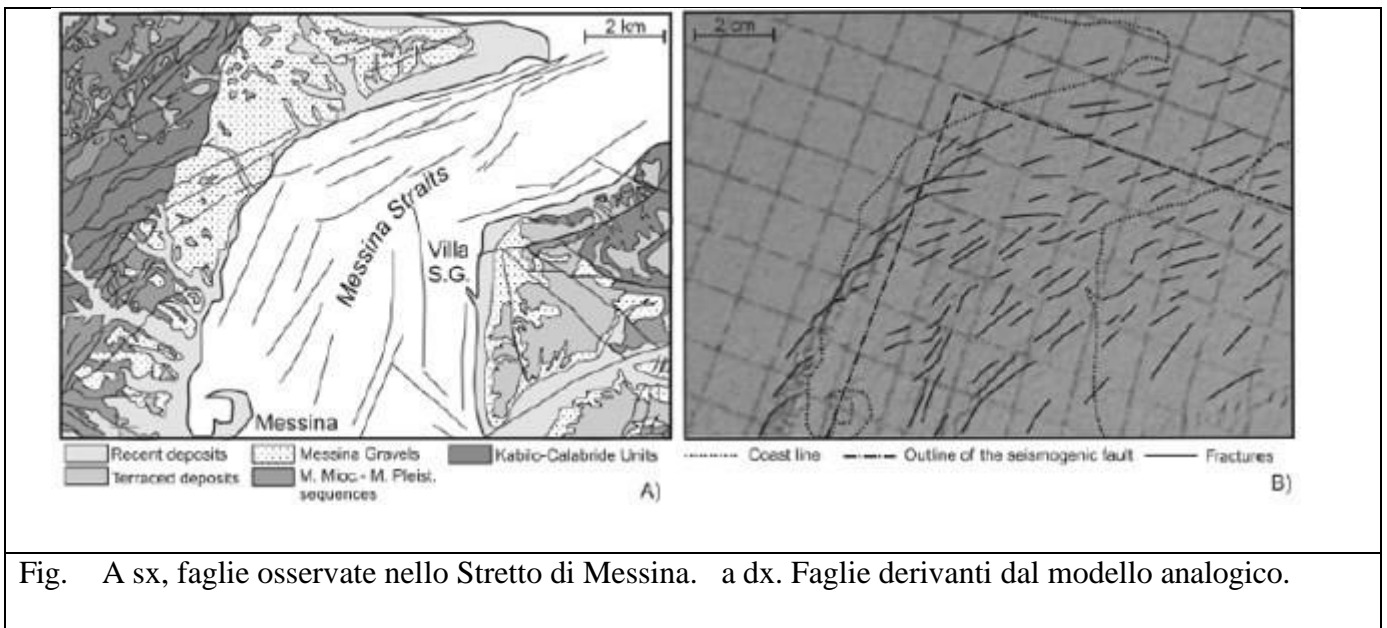 2 km
2 cm
Messina Straits
Villa
S.G.
Messina
Recent deposits
Messina Gravels
Kabilo-Calabride Units
Terraced deposits
M. Mioc.- M. Pleist.
sequences
A)
Coast line
Outline of the seismogenic fault
Fractures
B)
Fig. A sx, faglie osservate nello Stretto di Messina. a dx. Faglie derivanti dal modello analogico.